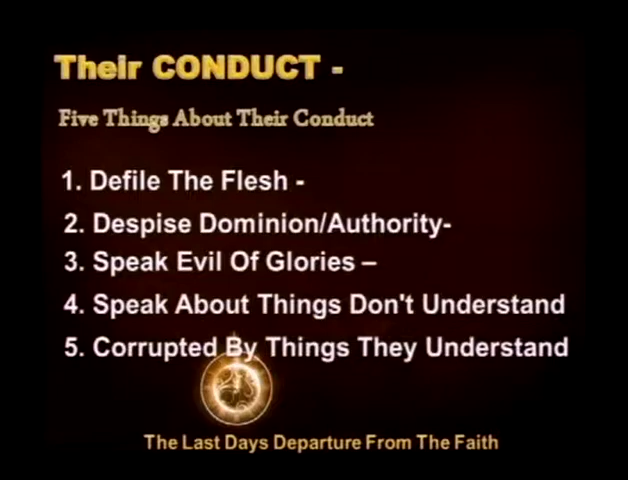 Their CONDUCT -
Five Things About Their Conduct
1. Defile The Flesh -
2. Despise Dominion/Authority-
3. Speak Evil Of Glories –
4. Speak About Things Don't Understand
5. Corrupted By Things They Understand
The Last Days Departure From The Faith